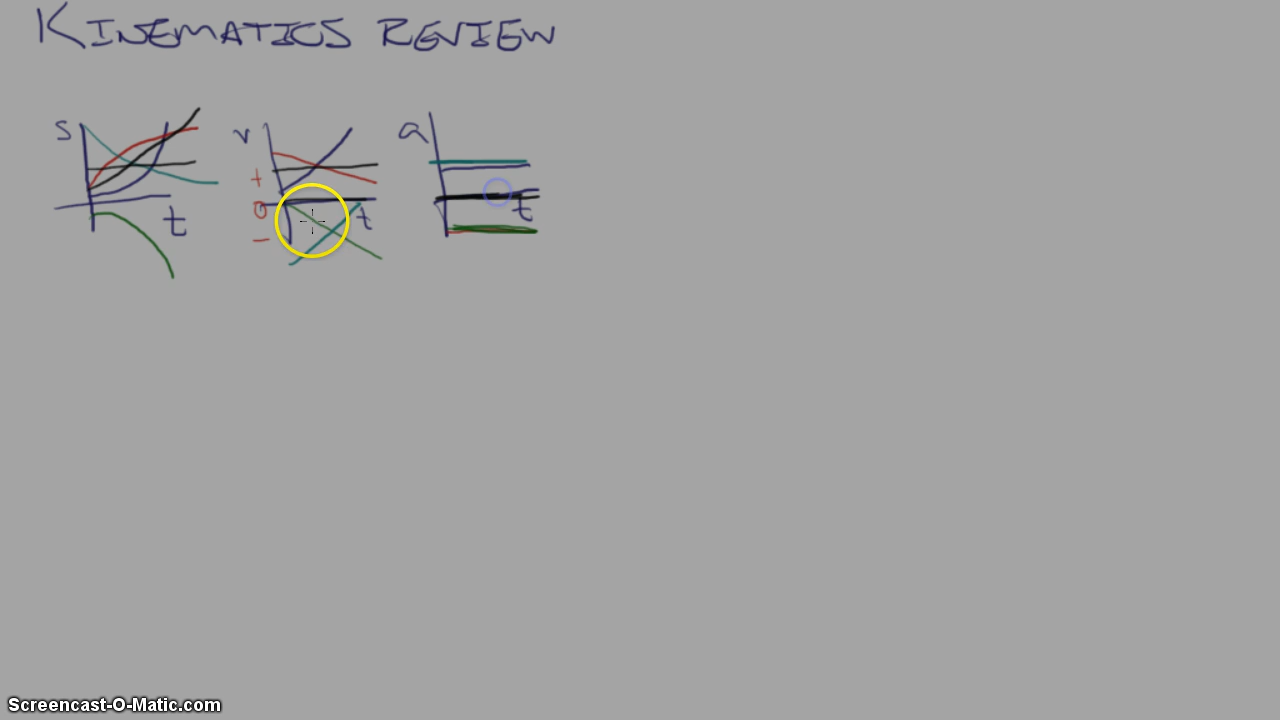 KINEMATICS REVIEW
s
v
a
+
0
t
t
t
−
Screencast-O-Matic.com